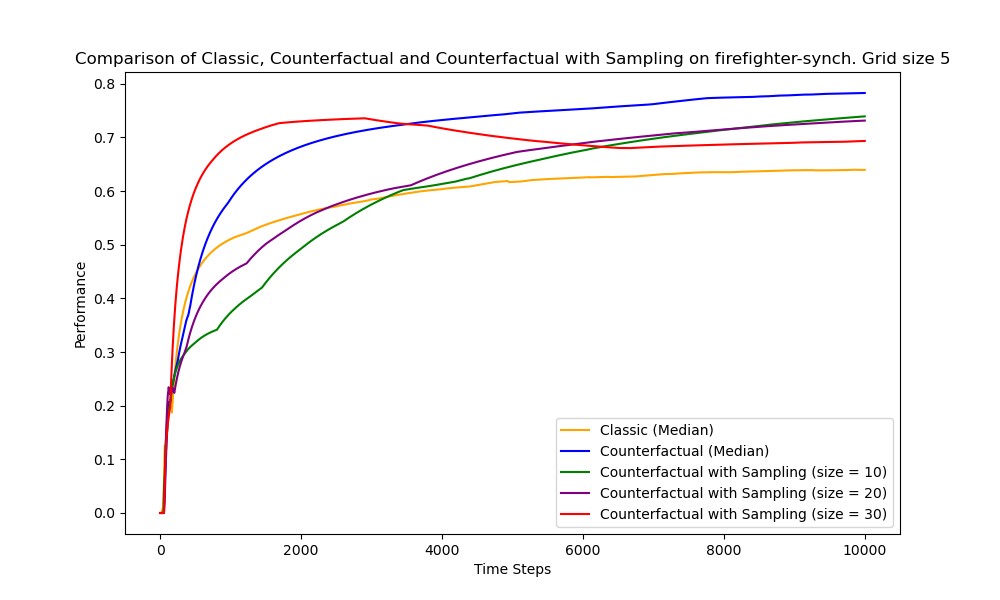 Comparison of Classic, Counterfactual and Counterfactual with Sampling on firefighter-synch. Grid size 5
0.8
0.7
0.6
0.5
0.4
0.3
0.2
0.1
0.0
Performance
Classic (Median)
Counterfactual (Median)
Counterfactual with Sampling (size = 10)
Counterfactual with Sampling (size = 20)
Counterfactual with Sampling (size = 30)
0 2000 4000 6000 8000 10000
Time Steps